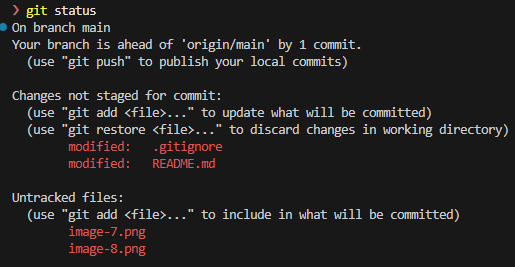 ❯ git status
On branch main
Your branch is ahead of 'origin/main' by 1 commit.
  (use "git push" to publish your local commits)

Changes not staged for commit:
  (use "git add <file>..." to update what will be committed)
  (use "git restore <file>..." to discard changes in working directory)
        modified:   .gitignore
        modified:   README.md

Untracked files:
  (use "git add <file>..." to include in what will be committed)
        image-7.png
        image-8.png